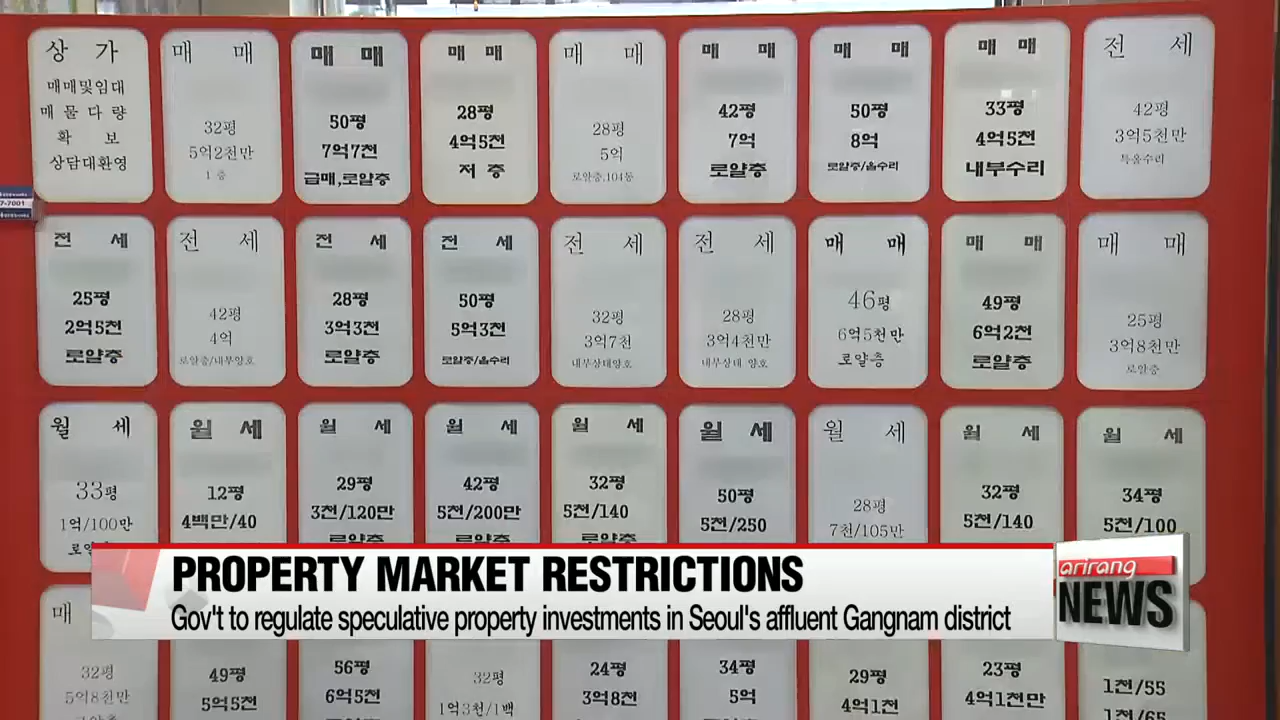 상 가
매매및임대
매 물 다 량
확 보
상담대환영
매 매
32평
5억2천만
1 층
매 매
50평
7억7천
급매,로얄층
매 매
28평
4억5천
저 층
매 매
28평
5억
로얄층,104동
매 매
42평
7억
로얄층
매 매
50평
8억
로얄층/올수리
매 매
33평
4억5천
내부수리
전 세
42평
3억5천만
특올수리
7-7001
전 세
25평
2억5천
로얄층
전 세
42평
4억
로얄층/내부양호
전 세
28평
3억3천
로얄층
전 세
50평
5억3천
로얄층/올수리
전 세
32평
3억7천
내부상태양호
전 세
28평
3억4천만
내부상태 양호
매 매
46평
6억5천만
로얄층
매 매
49평
6억2천
로얄층
매 매
25평
3억8천만
로얄층
월 세
33평
1억/100만
월 세
12평
4백만/40
월 세
29평
3천/120만
로얄층
월 세
42평
5천/200만
로얄층
월 세
32평
5천/140
로얄층
월 세
50평
5천/250
월 세
28평
7천/105만
월 세
32평
5천/140
월 세
34평
5천/100
PROPERTY MARKET RESTRICTIONS
Gov't to regulate speculative property investments in Seoul's affluent Gangnam district
arirang
NEWS
매
32평
5억8천만
49평
5억5천
56평
6억5천
32평
1억3천/1백
24평
3억8천
34평
5억
29평
4억1천
23평
4억1천만
1천/55
1천/65